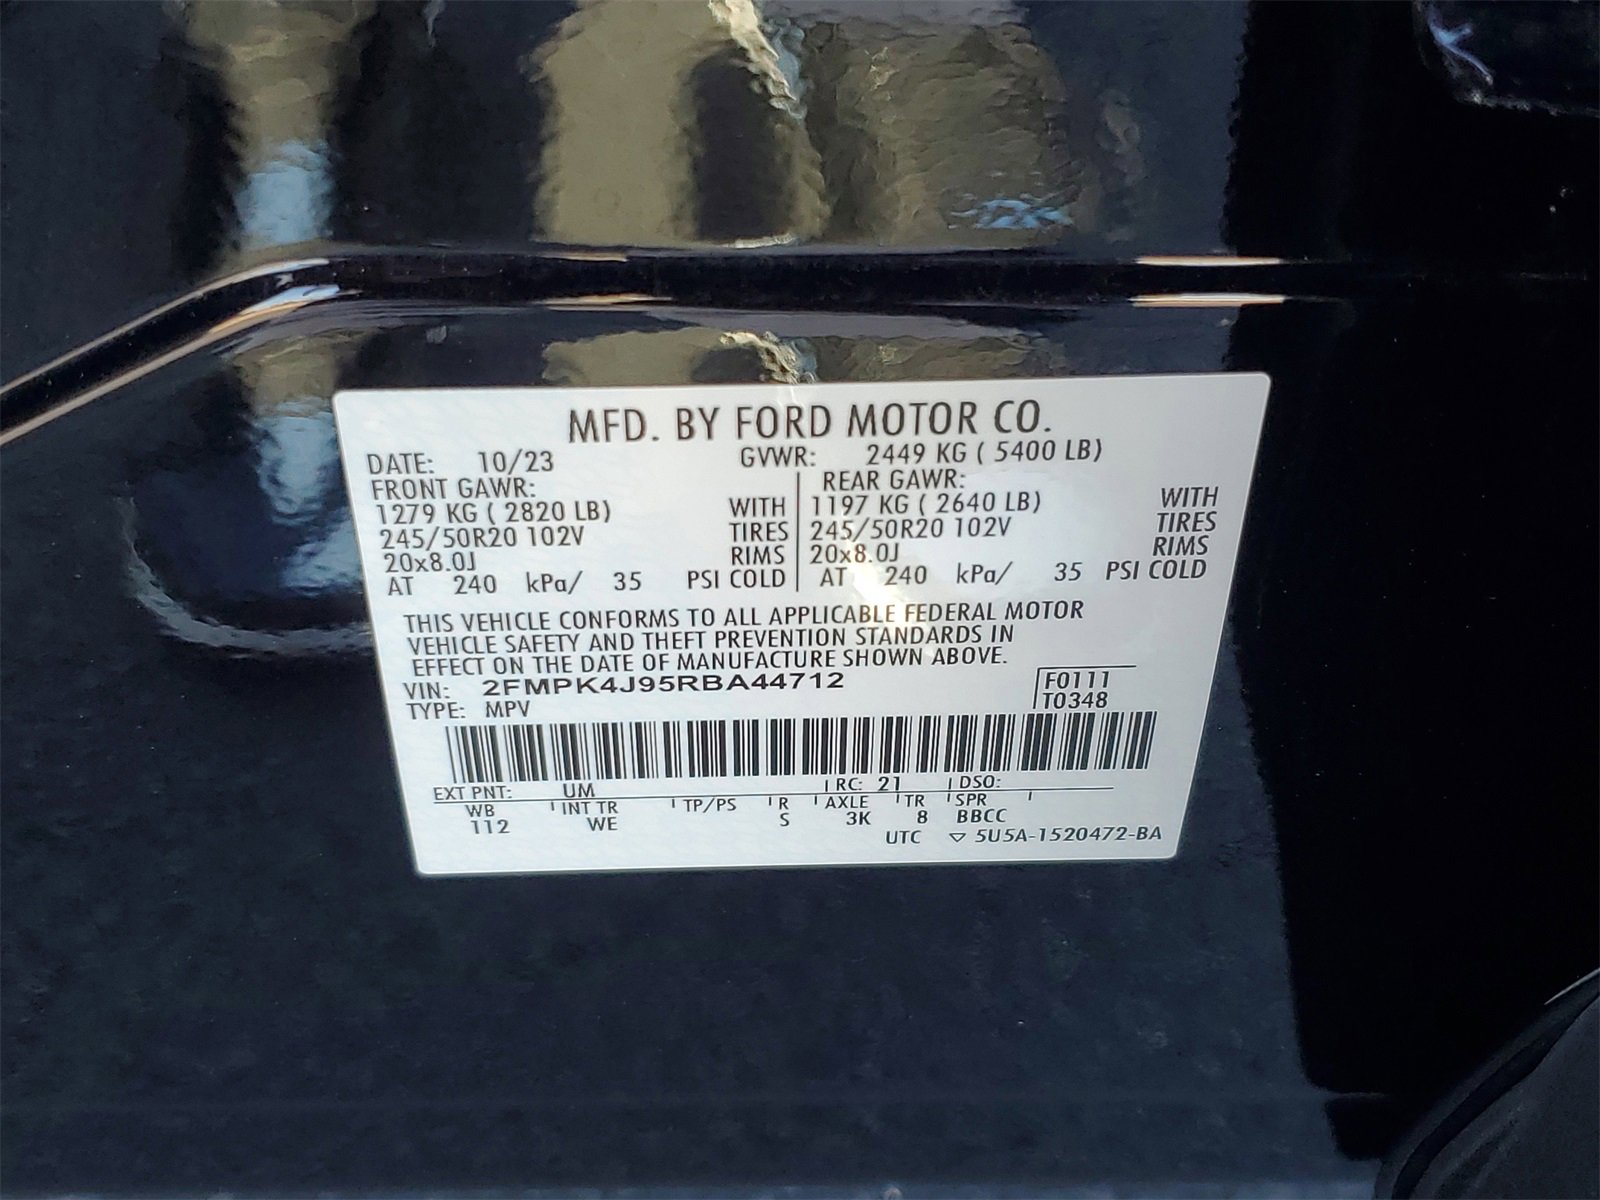 MFD. BY FORD MOTOR CO.
DATE: 10/23 GVWR: 2449 KG ( 5400 LB)
FRONT GAWR: REAR GAWR:
1279 KG ( 2820 LB) WITH 1197 KG ( 2640 LB) WITH
245/50R20 102V TIRES 245/50R20 102V TIRES
20x8.0J RIMS 20x8.0J RIMS
AT 240 kPa/ 35 PSI COLD AT 240 kPa/ 35 PSI COLD
THIS VEHICLE CONFORMS TO ALL APPLICABLE FEDERAL MOTOR
VEHICLE SAFETY AND THEFT PREVENTION STANDARDS IN
EFFECT ON THE DATE OF MANUFACTURE SHOWN ABOVE.
VIN: 2FMPK4J95RBA44712 F0111
TYPE: MPV T0348
EXT PNT: UM RC: 21 DSO:
WB INT TR TP/PS R AXLE TR SPR
112 WE S 3K 8 BBCC
UTC ▽ 5U5A-1520472-BA